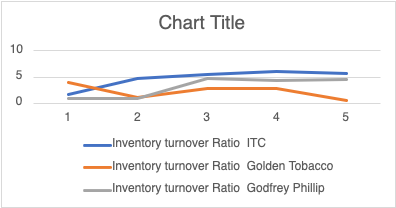 Chart Title
10
5
0
1 2 3 4 5
Inventory turnover Ratio  ITC
Inventory turnover Ratio  Golden Tobacco
Inventory turnover Ratio  Godfrey Phillip